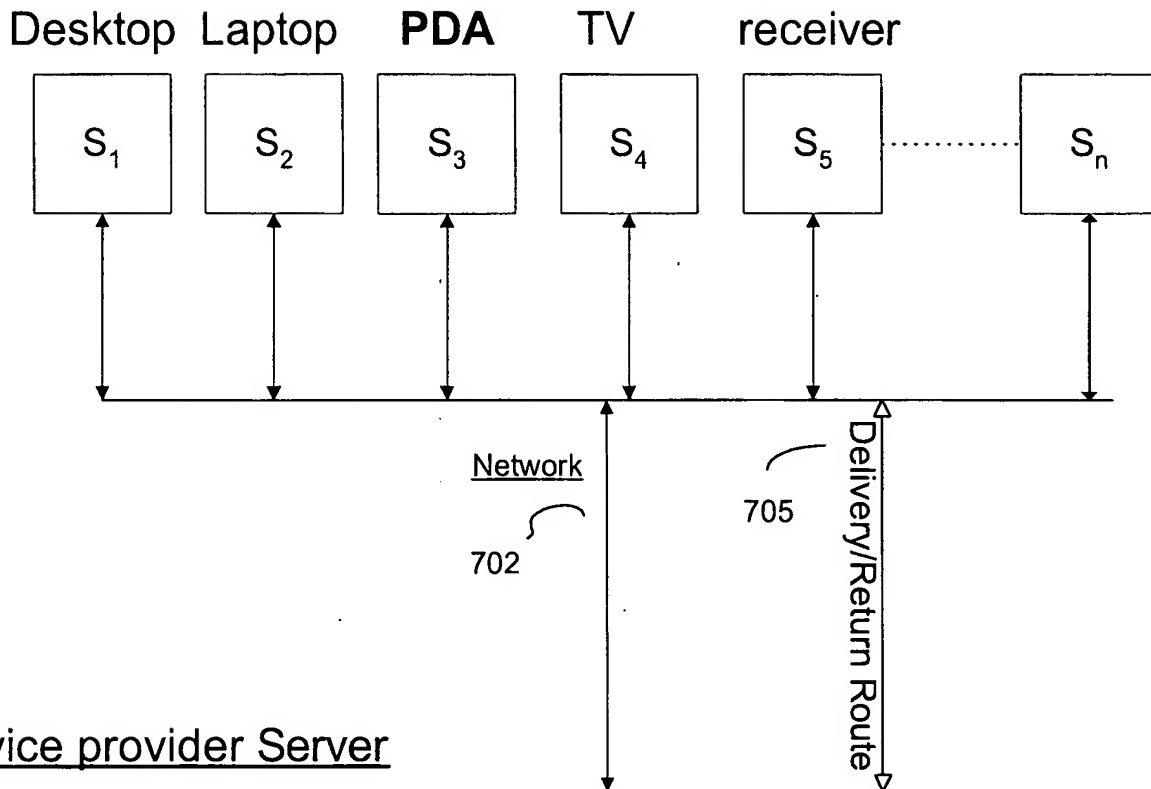 Desktop Laptop PDA TV receiver
S₁ S₂ S₃ S₄ S₅ Sₙ
Network
702
705
Delivery/Return Route
vice provider Server